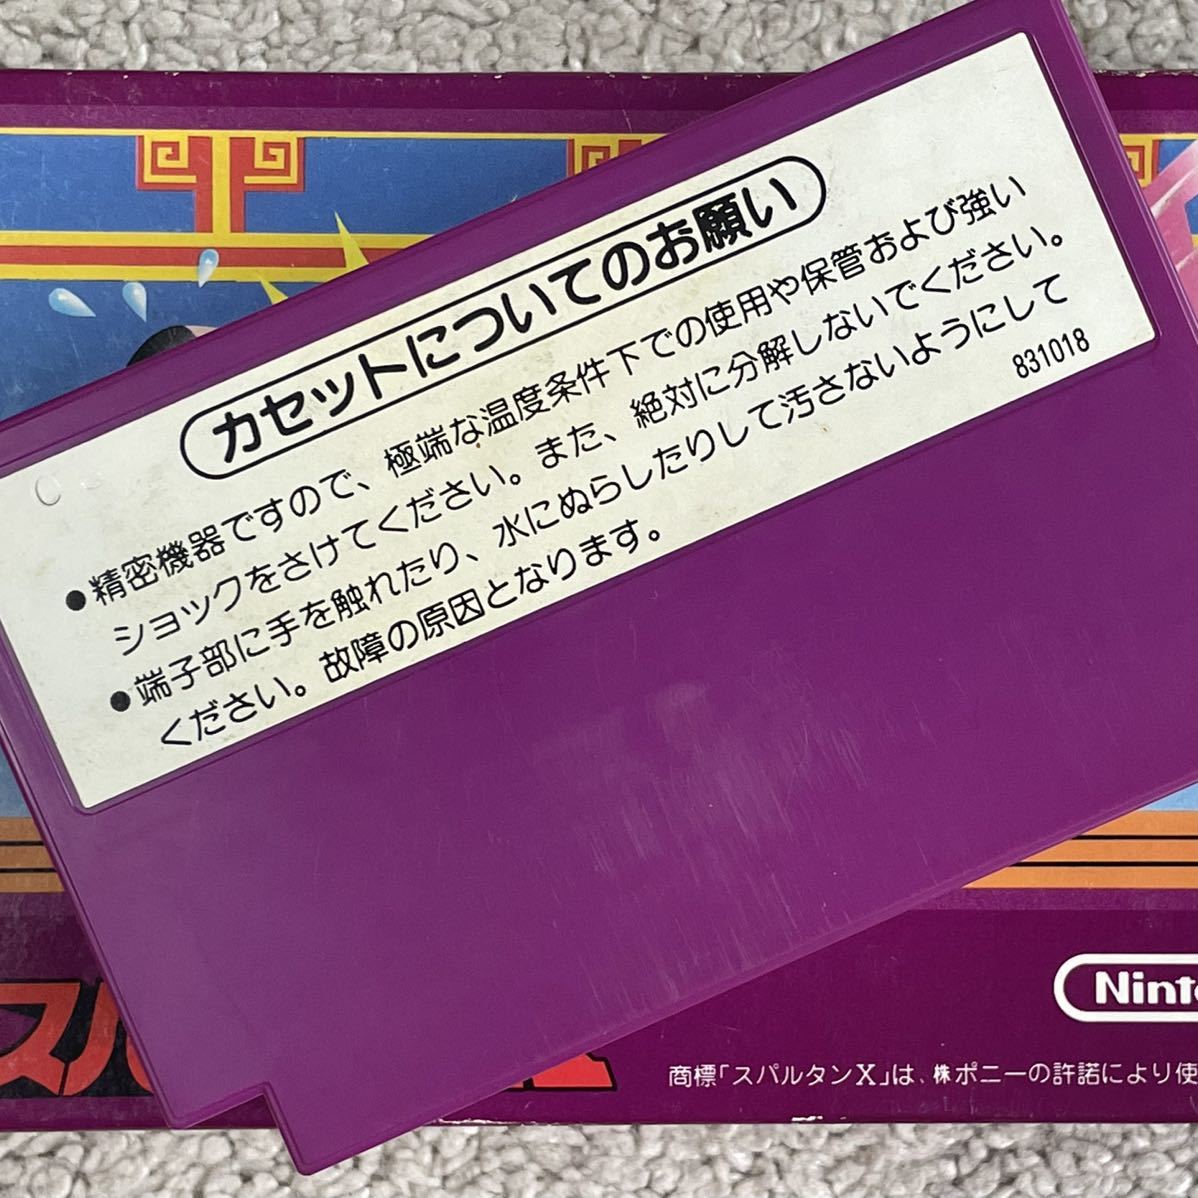 カセットについてのお願い
●精密機器ですので、極端な温度条件下での使用や保管および強い
ショックをさけてください。また、絶対に分解しないでください。
●端子部に手を触れたり、水にぬらしたりして汚さないようにして
ください。故障の原因となります。
831018
Ninte
スパ
商標「スパルタンX」は、㈱ポニーの許諾により使